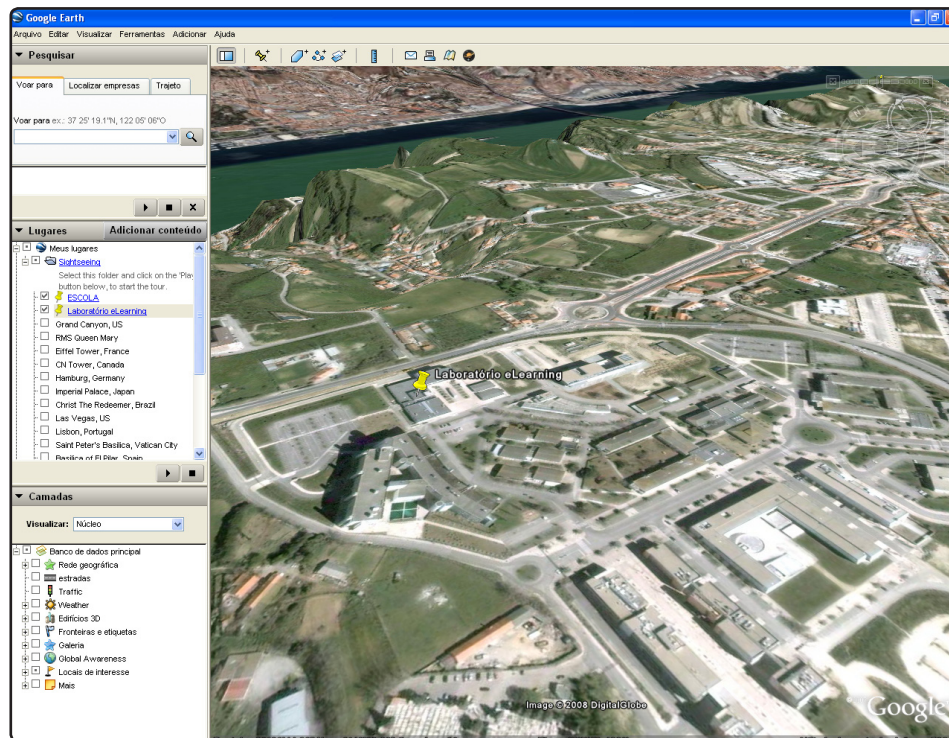 Google Earth
Arquivo Editar Visualizar Ferramentas Adicionar Ajuda
Pesquisar
Voar para Localizar empresas Trajeto
Voar para ex.: 37 25' 19.1"N, 122 05' 06"O
Lugares Adicionar conteúdo
Meus lugares
Sightseeing
Select this folder and click on the 'Play
button below, to start the tour.
ESCOLA
Laboratório eLearning
Grand Canyon, US
RMS Queen Mary
Eiffel Tower, France
CN Tower, Canada
Hamburg, Germany
Imperial Palace, Japan
Christ The Redeemer, Brazil
Las Vegas, US
Lisbon, Portugal
Saint Peter's Basilica, Vatican City
Basilica of El Pilar, Spain
Camadas
Visualizar: Núcleo
Banco de dados principal
Rede geográfica
estradas
Traffic
Weather
Edifícios 3D
Fronteiras e etiquetas
Galeria
Global Awareness
Locais de interesse
Mais
Laboratório eLearning
Image © 2008 DigitalGlobe
Google